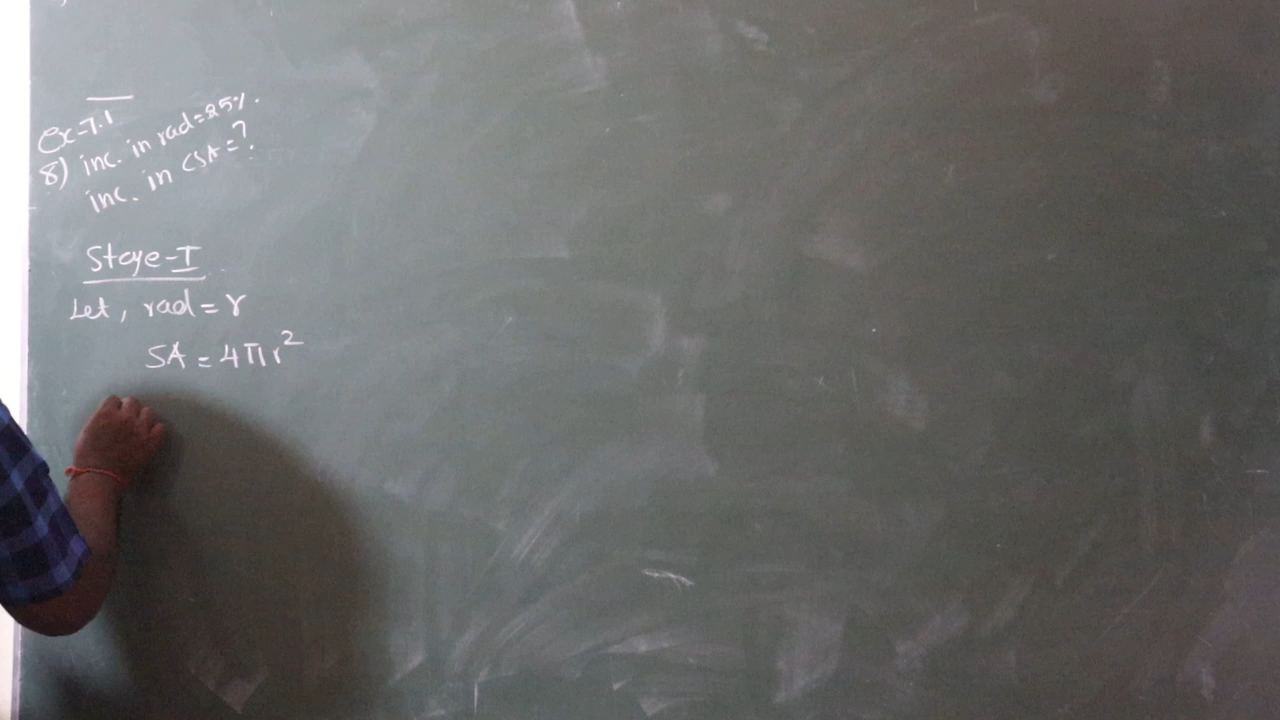 Ex-7.1
8) inc. in rad=25%.
inc. in CSA=?
Stage-I
Let, rad=r
SA=4πr²